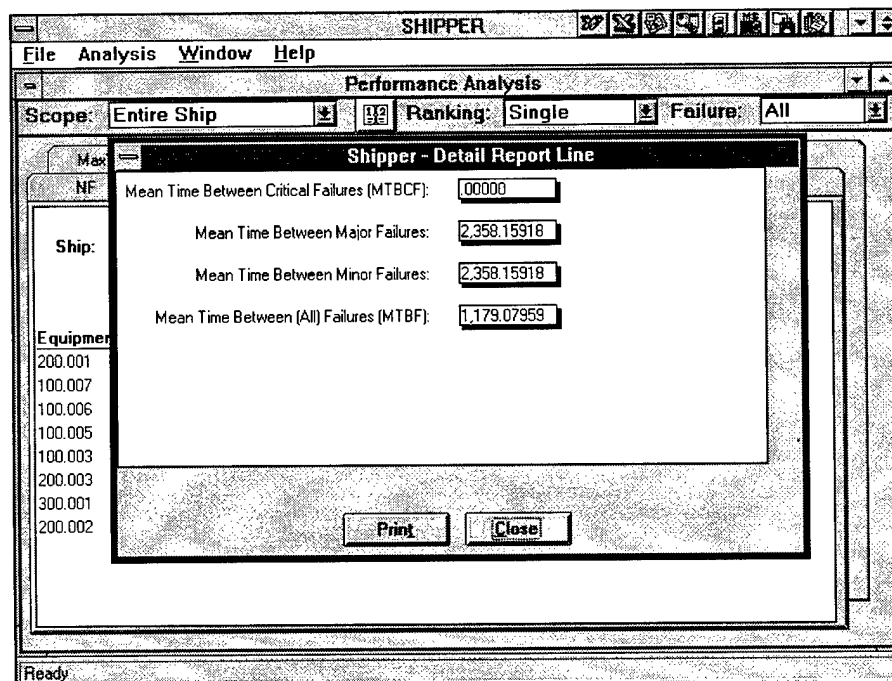 SHIPPER
File Analysis Window Help
Performance Analysis
Scope: Entire Ship Ranking: Single Failure: All
Max
NF
Shipper - Detail Report Line
Mean Time Between Critical Failures (MTBCF): .00000
Mean Time Between Major Failures: 2,358.15918
Mean Time Between Minor Failures: 2,358.15918
Mean Time Between (All) Failures (MTBF): 1,179.07959
Ship:
Equipmen
200.001
100.007
100.006
100.005
100.003
200.003
300.001
200.002
Print Close
Ready